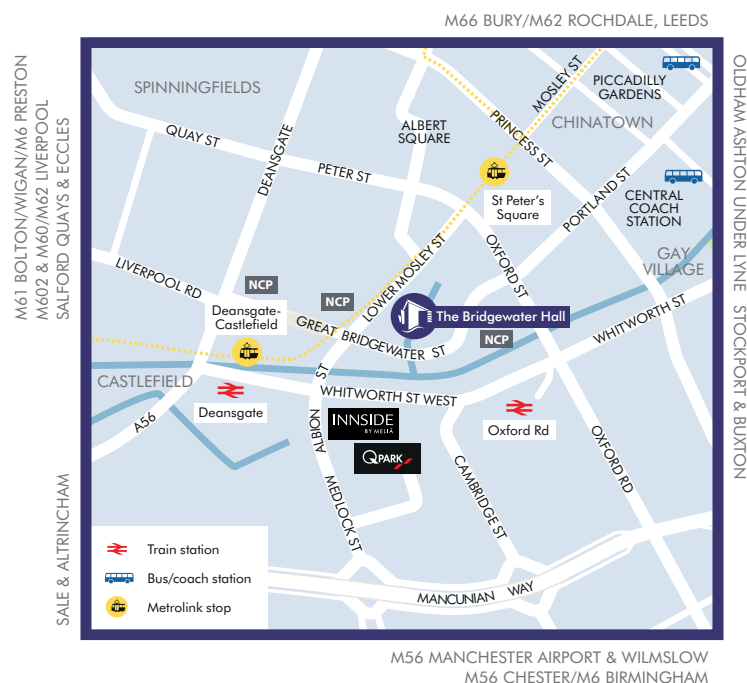 M66 BURY/M62 ROCHDALE, LEEDS
M61 BOLTON/WIGAN/M6 PRESTON
M602 & M60/M62 LIVERPOOL
SALFORD QUAYS & ECCLES
SALE & ALTRINCHAM
OLDHAM ASHTON UNDER LYNE
STOCKPORT & BUXTON
SPINNINGFIELDS
QUAY ST
DEANSGATE
ALBERT
SQUARE
PETER ST
PRINCESS ST
MOSLEY ST
PICCADILLY
GARDENS
CHINATOWN
St Peter's
Square
PORTLAND ST
CENTRAL
COACH
STATION
GAY
VILLAGE
OXFORD ST
LIVERPOOL RD
NCP
NCP
LOWER MOSLEY ST
Deansgate-
Castlefield
The Bridgewater Hall
GREAT BRIDGEWATER ST
NCP
WHITWORTH ST
CASTLEFIELD
Deansgate
A56
WHITWORTH ST WEST
ALBION ST
INNSIDE
BY MELIÁ
QPARK
Oxford Rd
OXFORD RD
CAMBRIDGE ST
MEDLOCK ST
MANCUNIAN WAY
Train station
Bus/coach station
Metrolink stop
M56 MANCHESTER AIRPORT & WILMSLOW
M56 CHESTER/M6 BIRMINGHAM